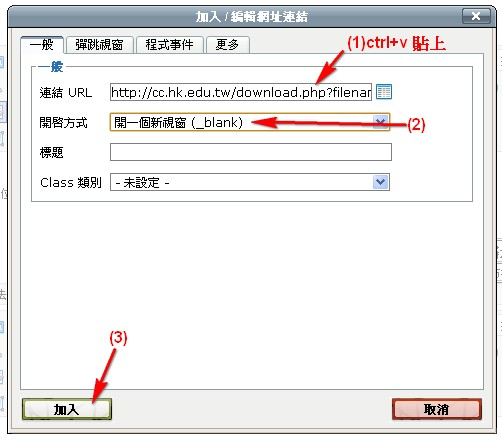 加入 / 編輯網址連結
一般 彈跳視窗 程式事件 更多
(1)ctrl+v 貼上
一般
連結 URL http://cc.hk.edu.tw/download.php?filenar
開啓方式 開一個新視窗 (_blank) (2)
標題
Class 類別 - 未設定 -
(3)
加入 取消